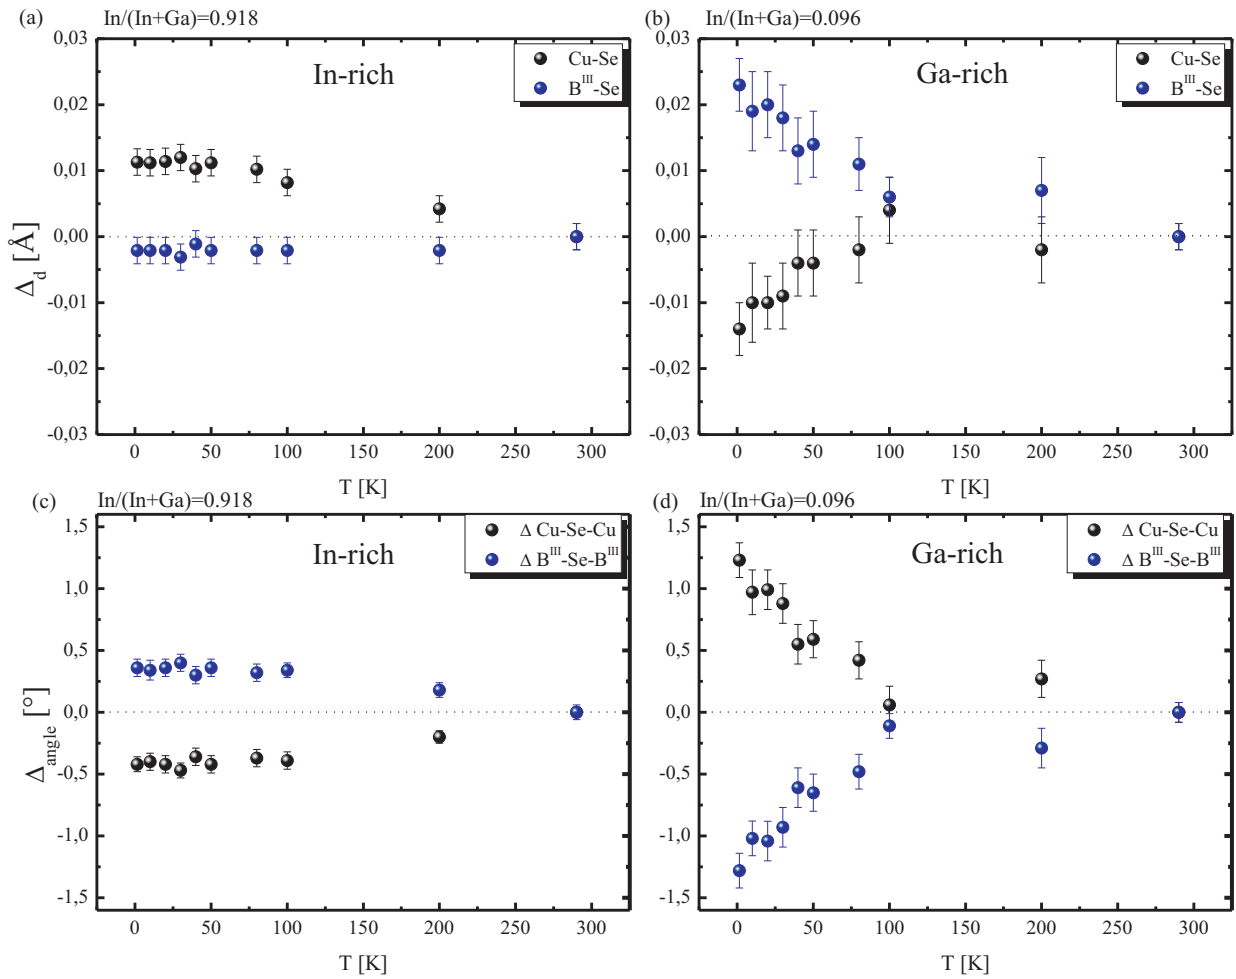 (a) In/(In+Ga)=0.918
0,03
0,02
0,01
0,00
-0,01
-0,02
-0,03
Δd [Å]
In-rich
Cu-Se
BIII-Se
0 50 100 150 200 250 300
T [K]
(b) In/(In+Ga)=0.096
0,03
0,02
0,01
0,00
-0,01
-0,02
-0,03
Ga-rich
Cu-Se
BIII-Se
0 50 100 150 200 250 300
T [K]
(c) In/(In+Ga)=0.918
1,5
1,0
0,5
0,0
-0,5
-1,0
-1,5
Δangle [°]
In-rich
Δ Cu-Se-Cu
Δ BIII-Se-BIII
0 50 100 150 200 250 300
T [K]
(d) In/(In+Ga)=0.096
1,5
1,0
0,5
0,0
-0,5
-1,0
-1,5
Ga-rich
Δ Cu-Se-Cu
Δ BIII-Se-BIII
0 50 100 150 200 250 300
T [K]